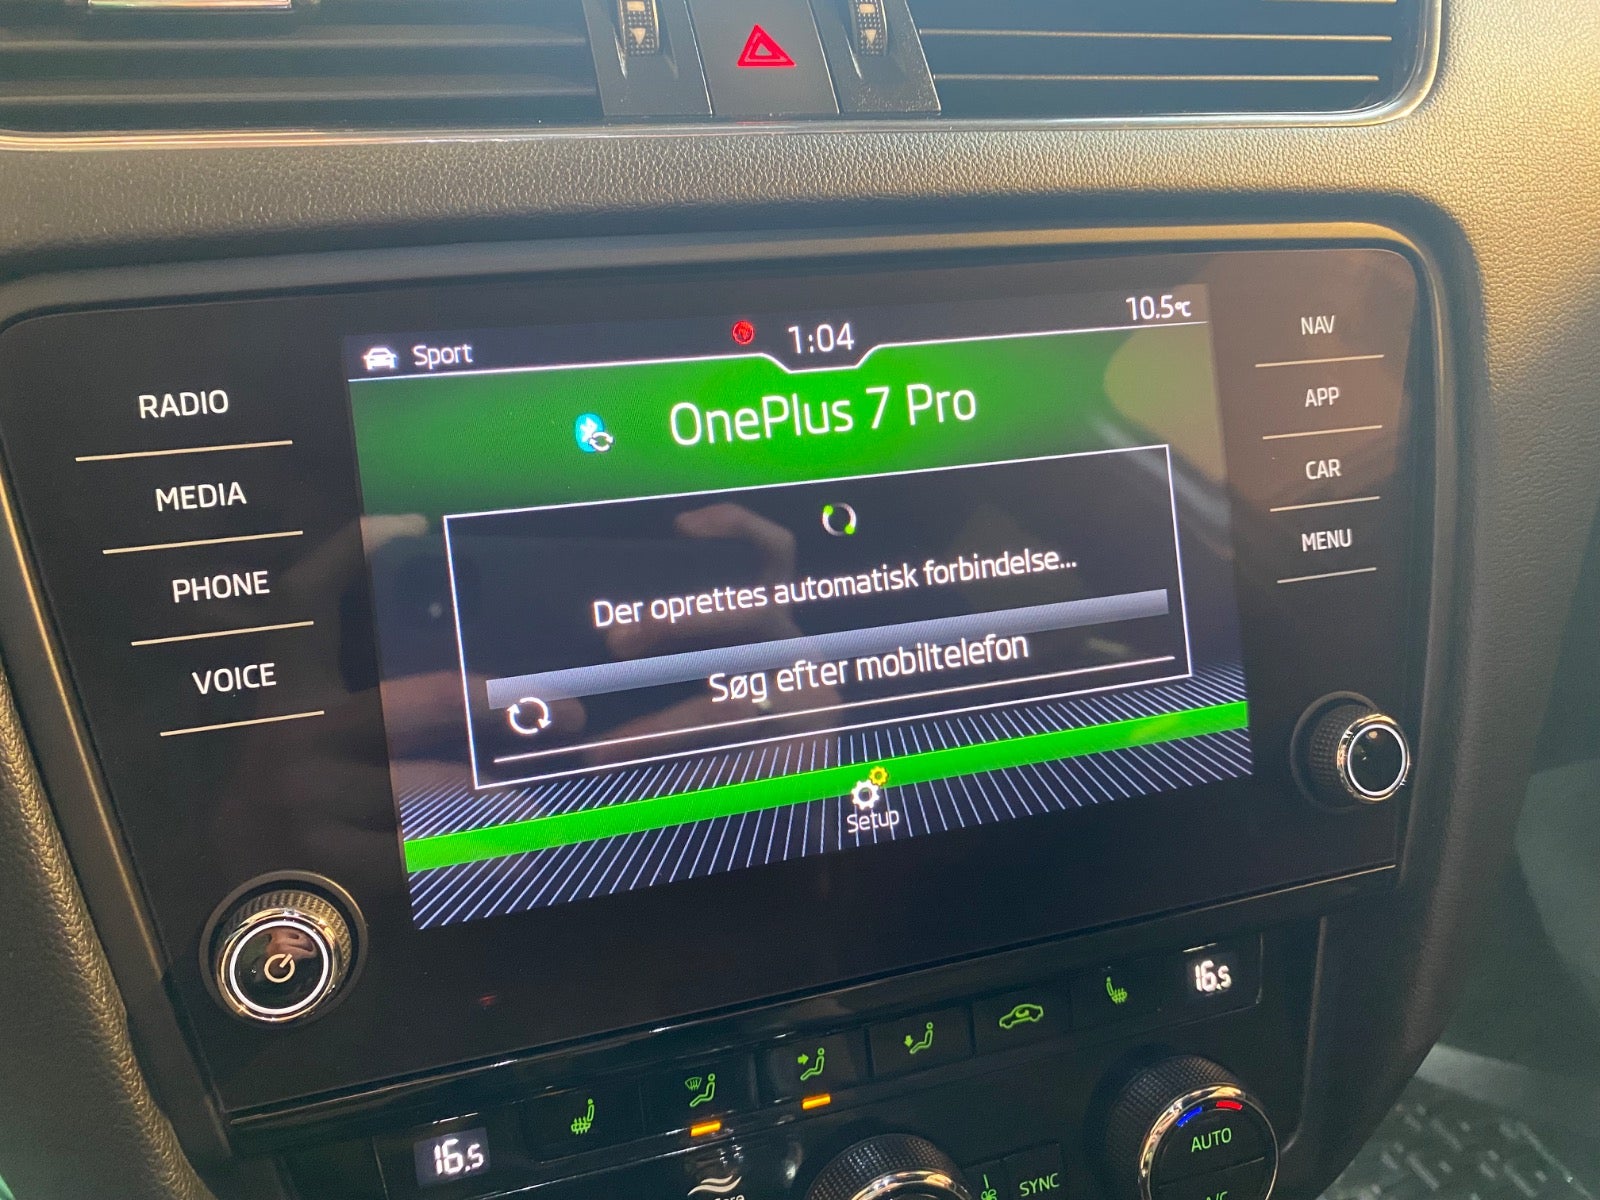 Sport
1:04
10.5°C
OnePlus 7 Pro
Der oprettes automatisk forbindelse...
Søg efter mobiltelefon
Setup
RADIO
MEDIA
PHONE
VOICE
NAV
APP
CAR
MENU
16.5
16.5
AUTO
SYNC